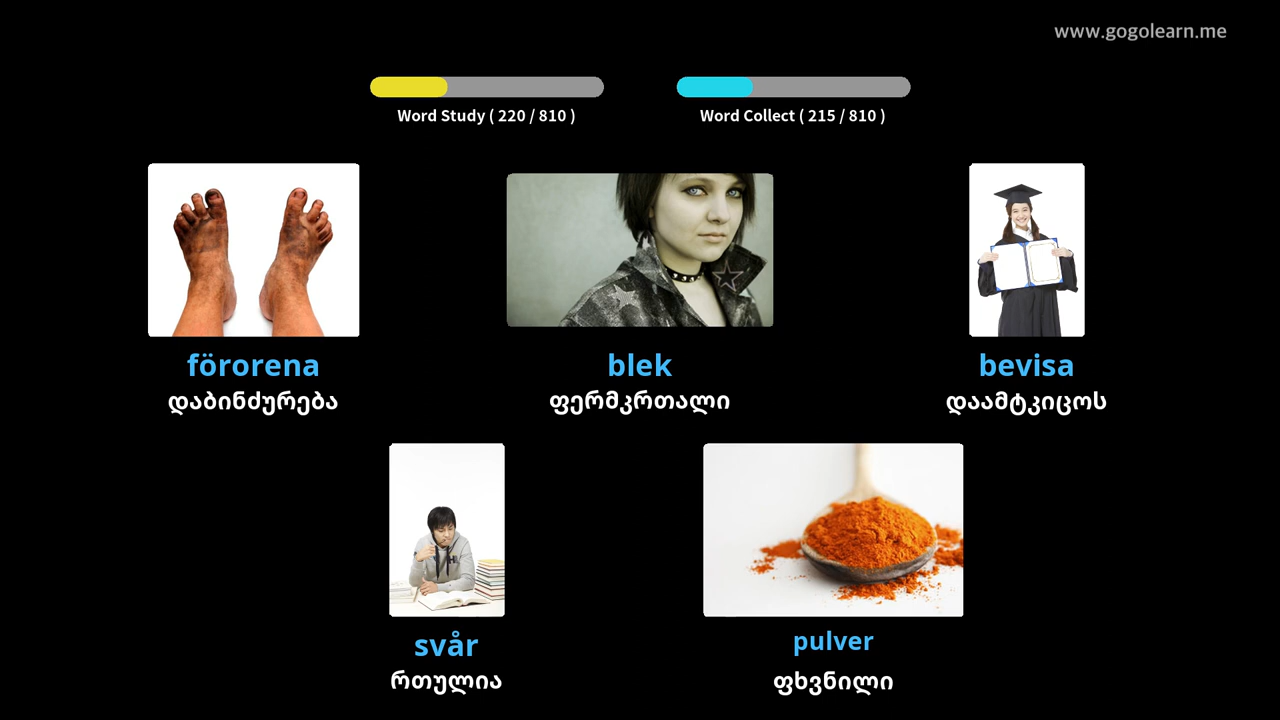 www.gogolearn.me
Word Study ( 220 / 810 )
Word Collect ( 215 / 810 )
förorena
blek
bevisa
დაბინძურება
ფერმკრთალი
დაამტკიცოს
svår
pulver
რთულია
ფხვნილი